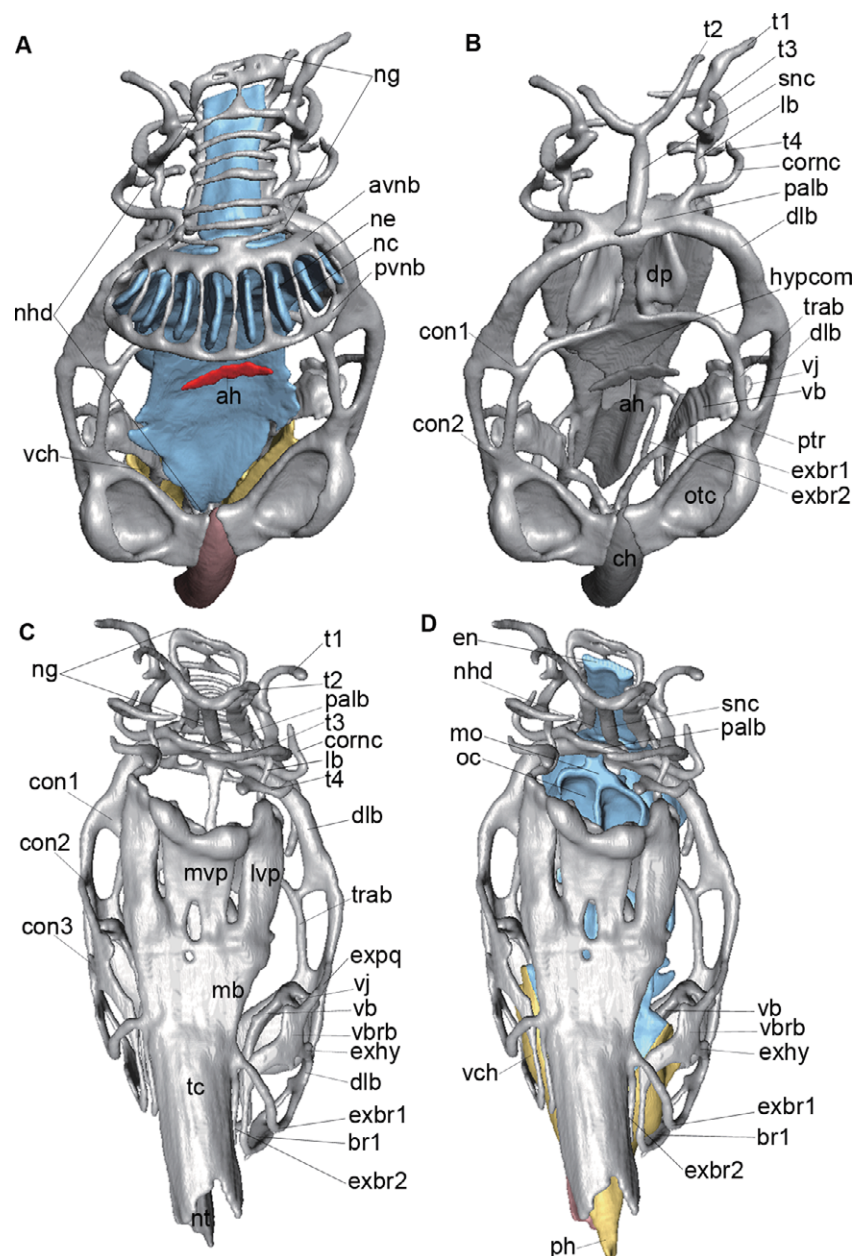 A
ng
avnb
ne
nc
pvnb
nhd
ah
vch
B
t2
t1
t3
snc
lb
t4
cornc
palb
dlb
dp
hypcom
trab
con1
dlb
vj
ah
vb
con2
ptr
exbr1
otc
exbr2
ch
C
t1
ng
t2
palb
t3
cornc
lb
t4
con1
dlb
con2
mvp
lvp
trab
con3
expq
mb
vj
vb
vbrb
exhy
tc
dlb
exbr1
br1
exbr2
nt
D
en
nhd
snc
mo
palb
oc
vb
vbrb
vch
exhy
exbr1
br1
exbr2
ph